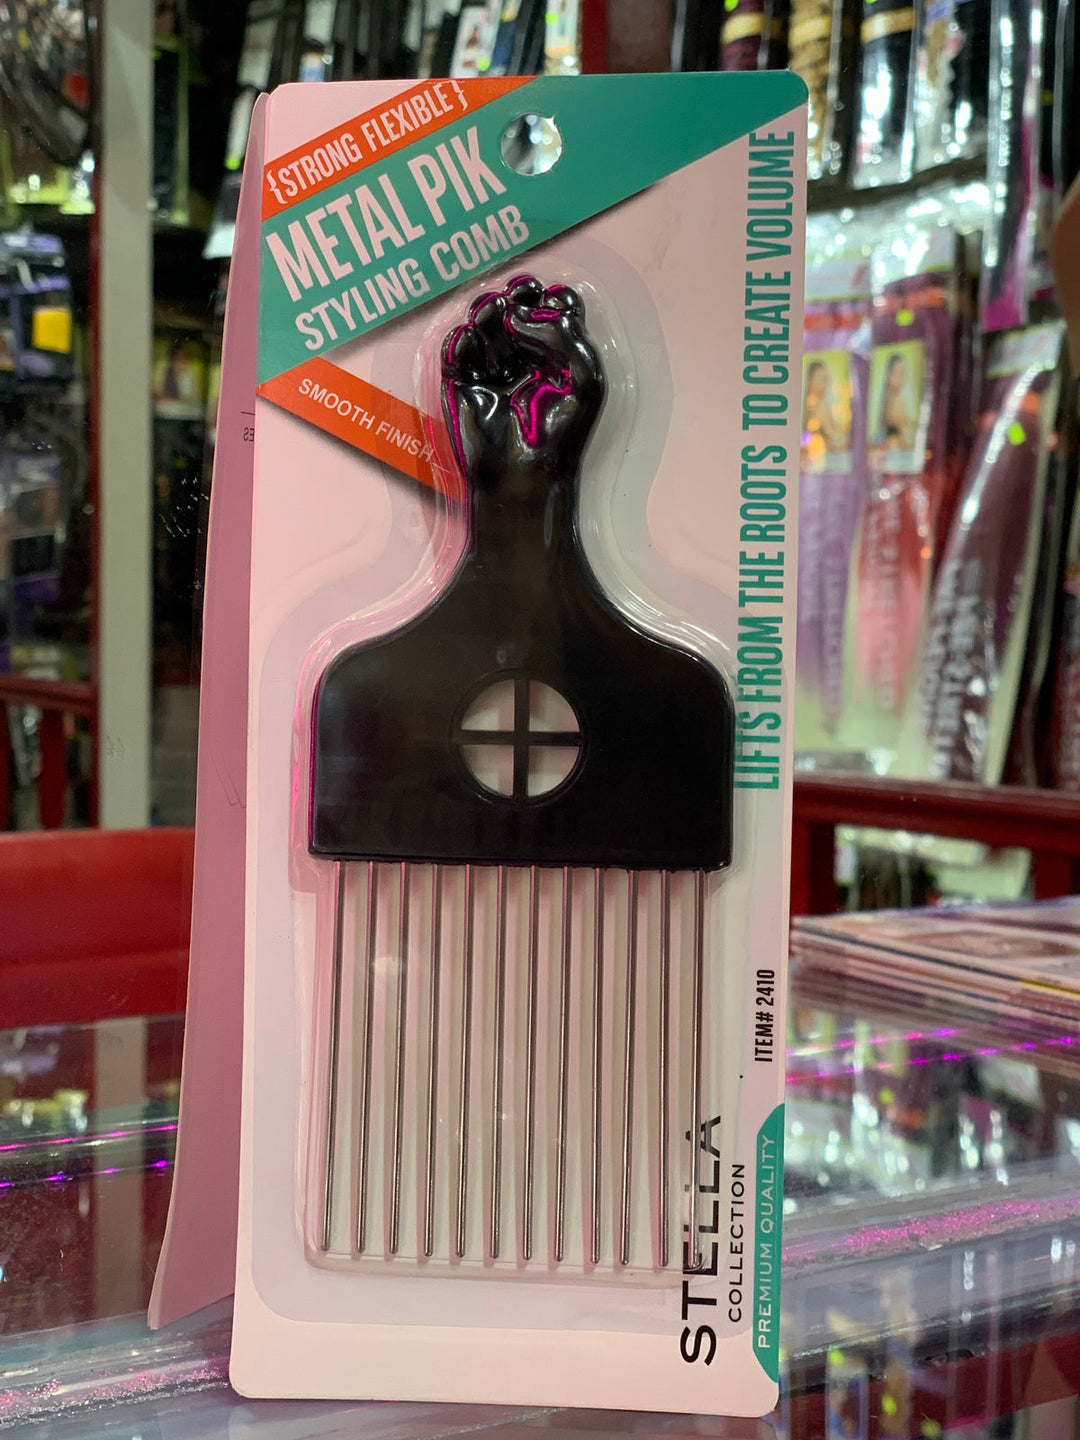 {STRONG FLEXIBLE}
METAL PIK
STYLING COMB
SMOOTH FINISH
LIFTS FROM THE ROOTS TO CREATE VOLUME
ITEM# 2410
STELLA
COLLECTION
PREMIUM QUALITY